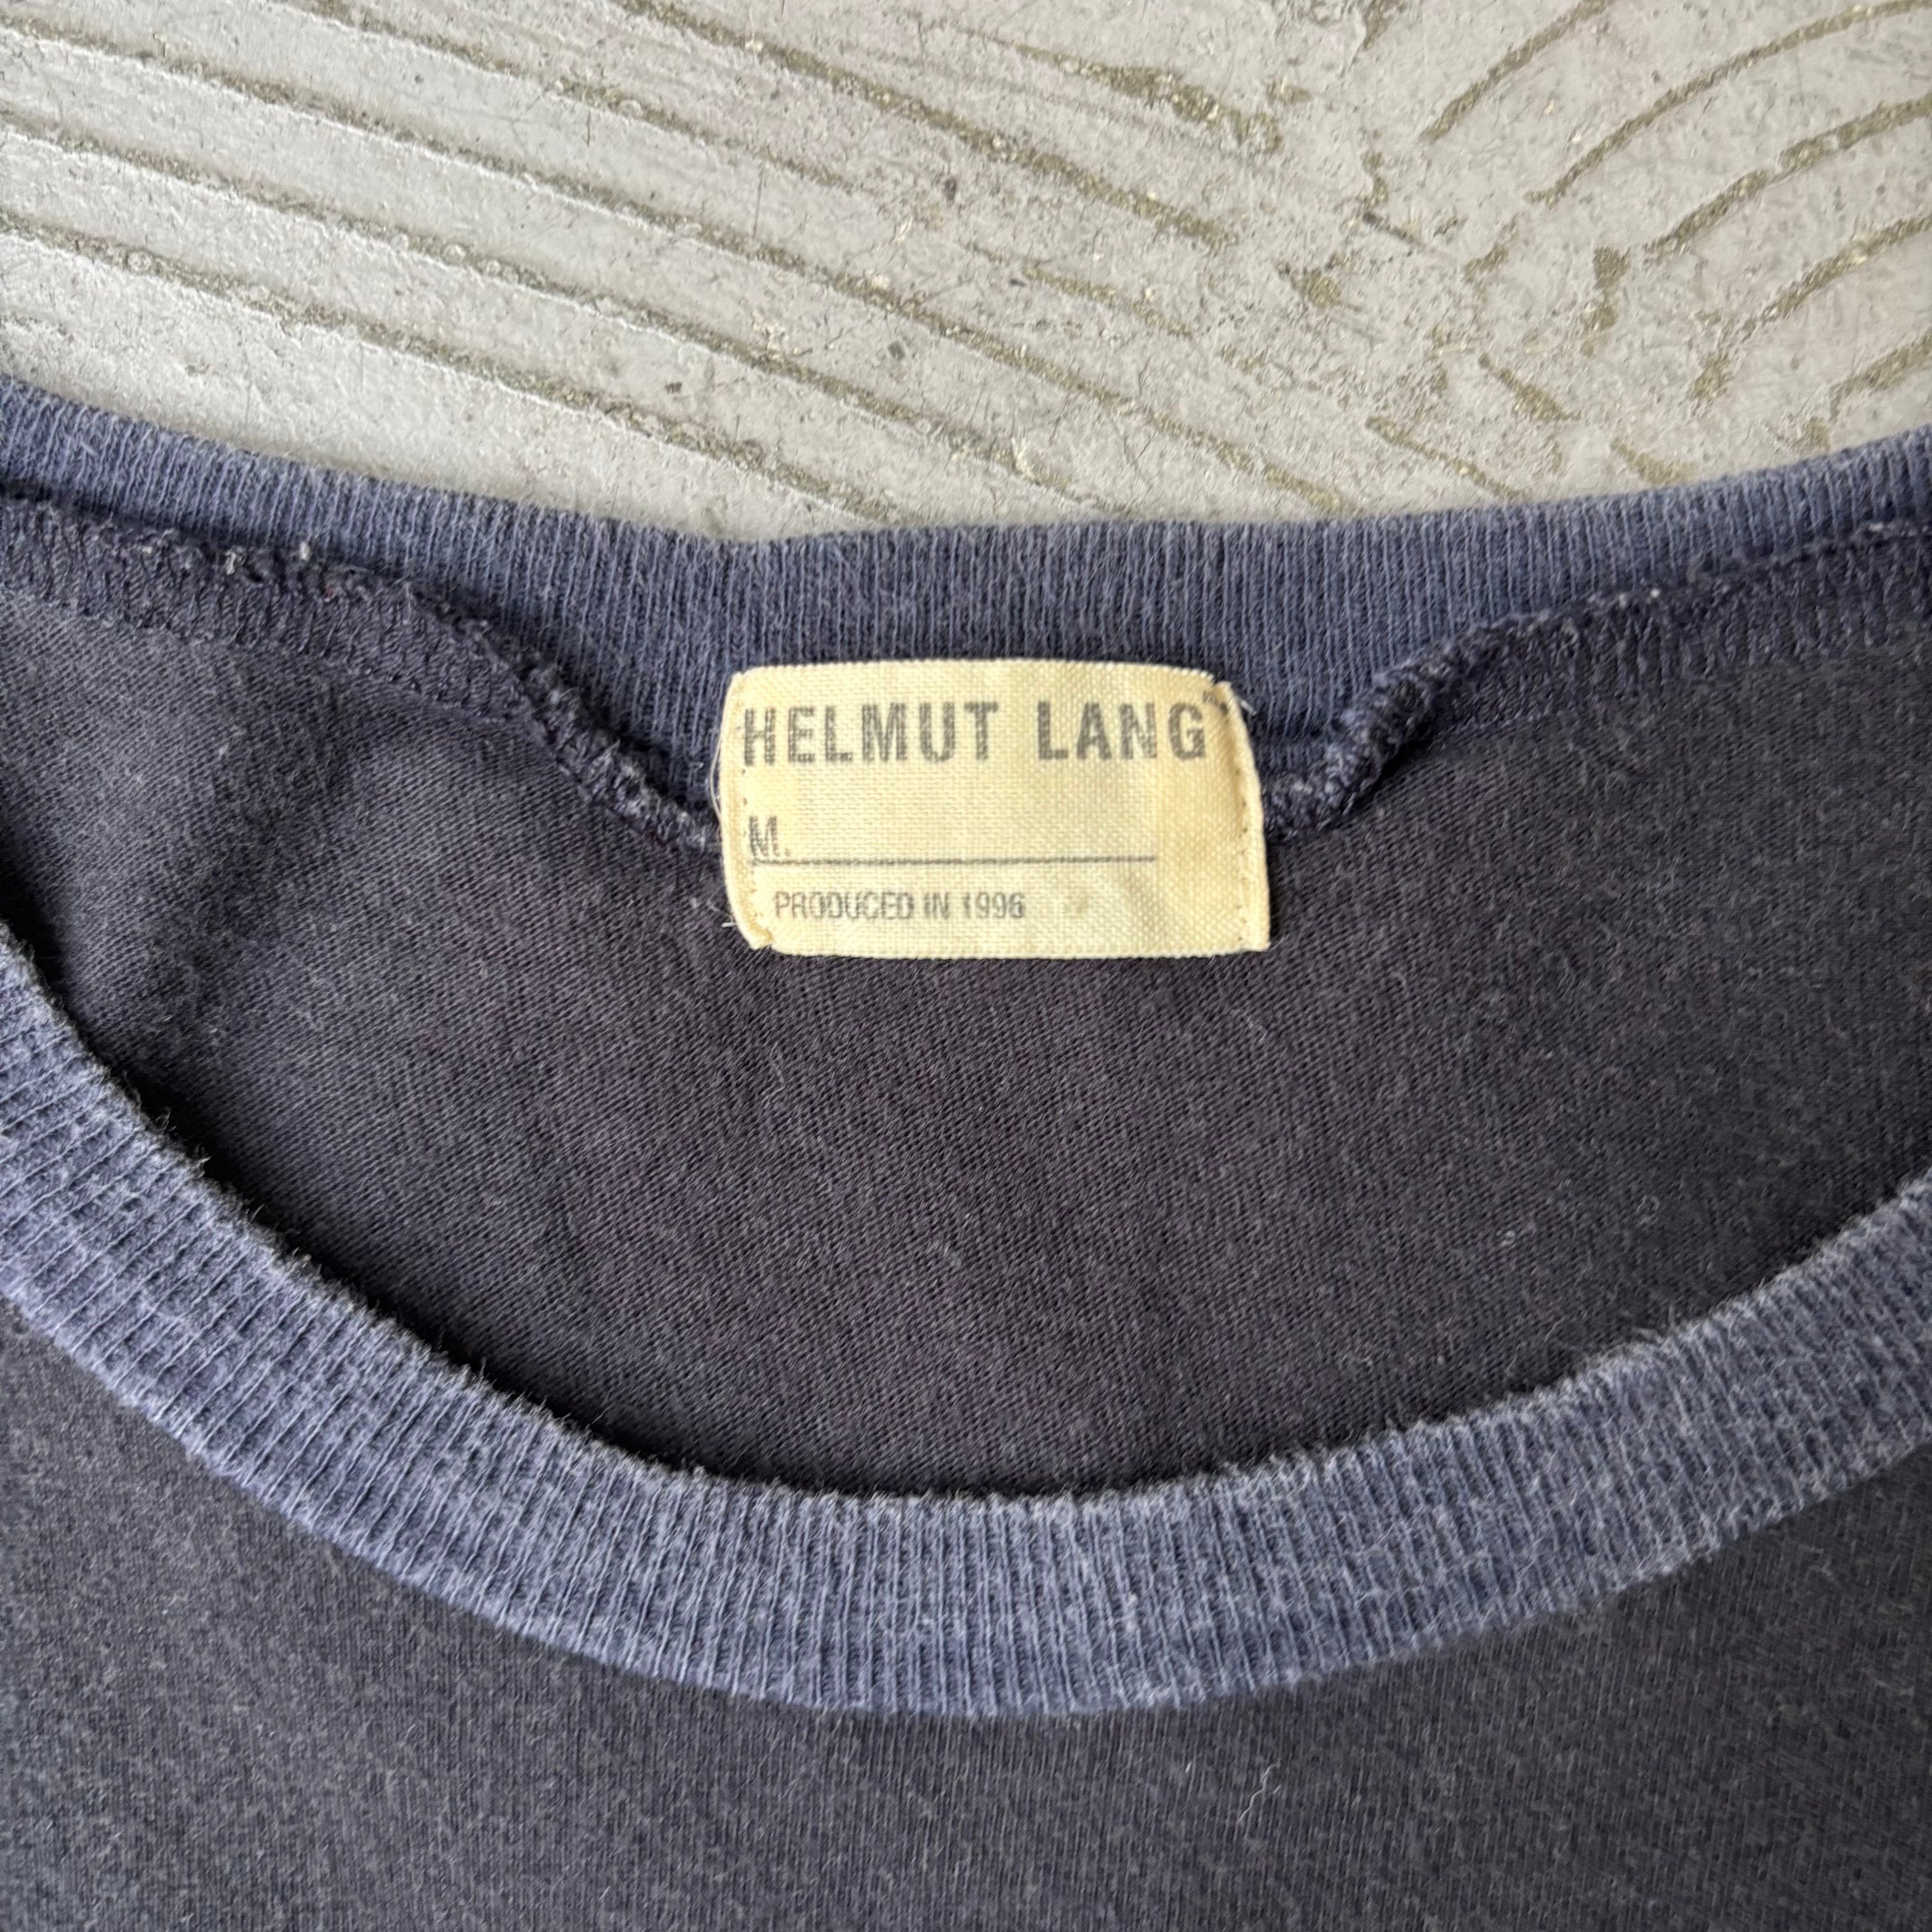 HELMUT LANG
M.
PRODUCED IN 1996